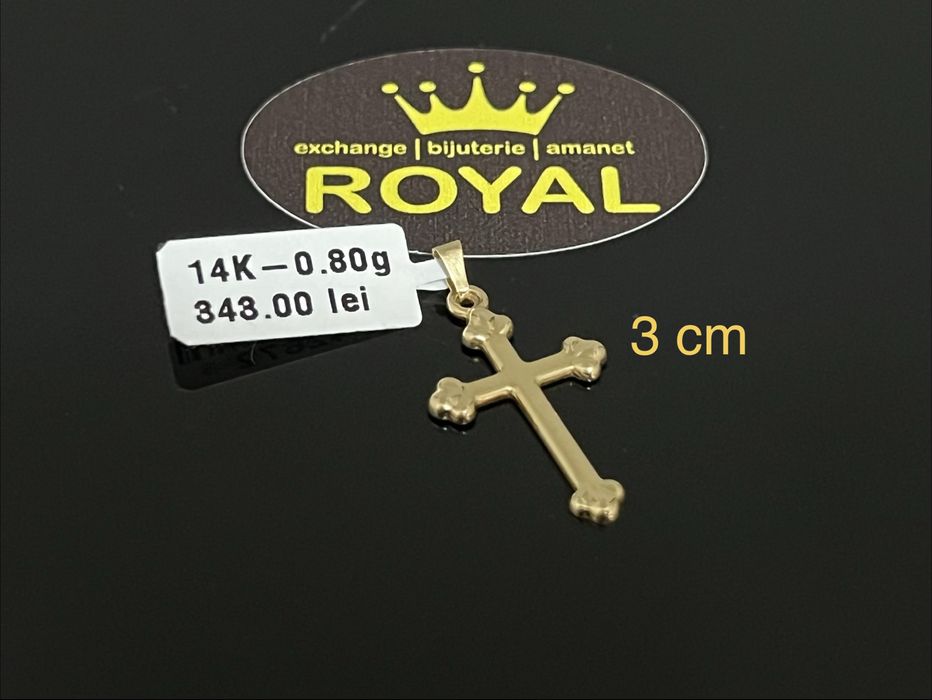 exchange | bijuterie | amanet
ROYAL
14K-0.80g
343.00 lei
3 cm